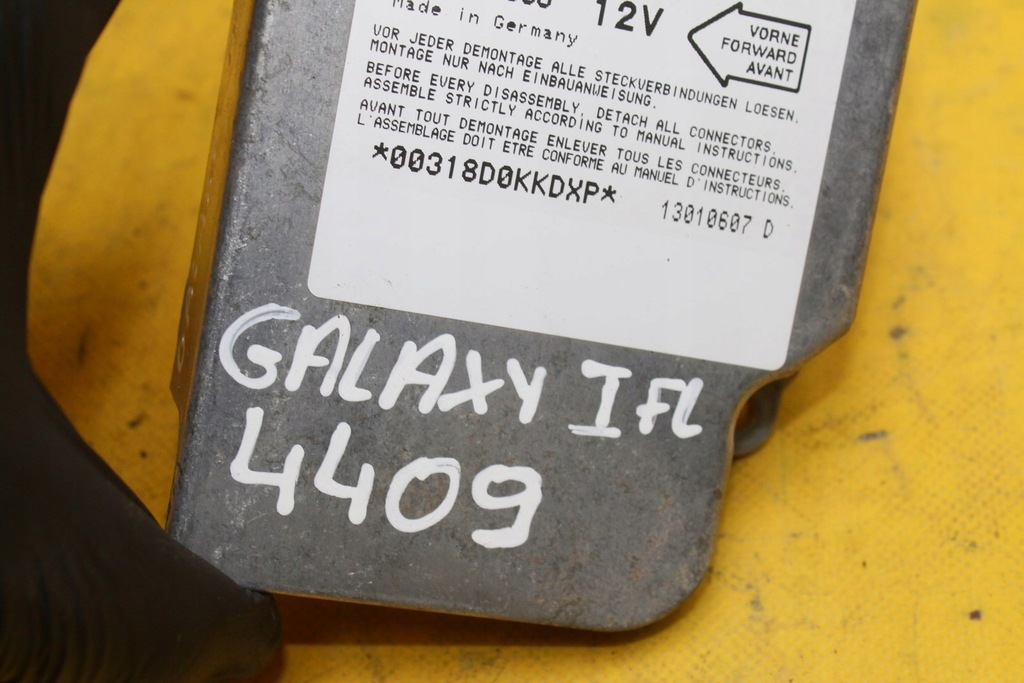 12V
Made in Germany
VORNE
FORWARD
AVANT
VOR JEDER DEMONTAGE ALLE STECKVERBINDUNGEN LOESEN.
MONTAGE NUR NACH EINBAUANWEISUNG.
BEFORE EVERY DISASSEMBLY, DETACH ALL CONNECTORS.
ASSEMBLE STRICTLY ACCORDING TO MANUAL INSTRUCTIONS.
AVANT TOUT DEMONTAGE ENLEVER TOUS LES CONNECTEURS.
L'ASSEMBLAGE DOIT ETRE CONFORME AU MANUEL D'INSTRUCTIONS.
*00318D0KKDXP*
13010607 D
GALAXY I FL
4409